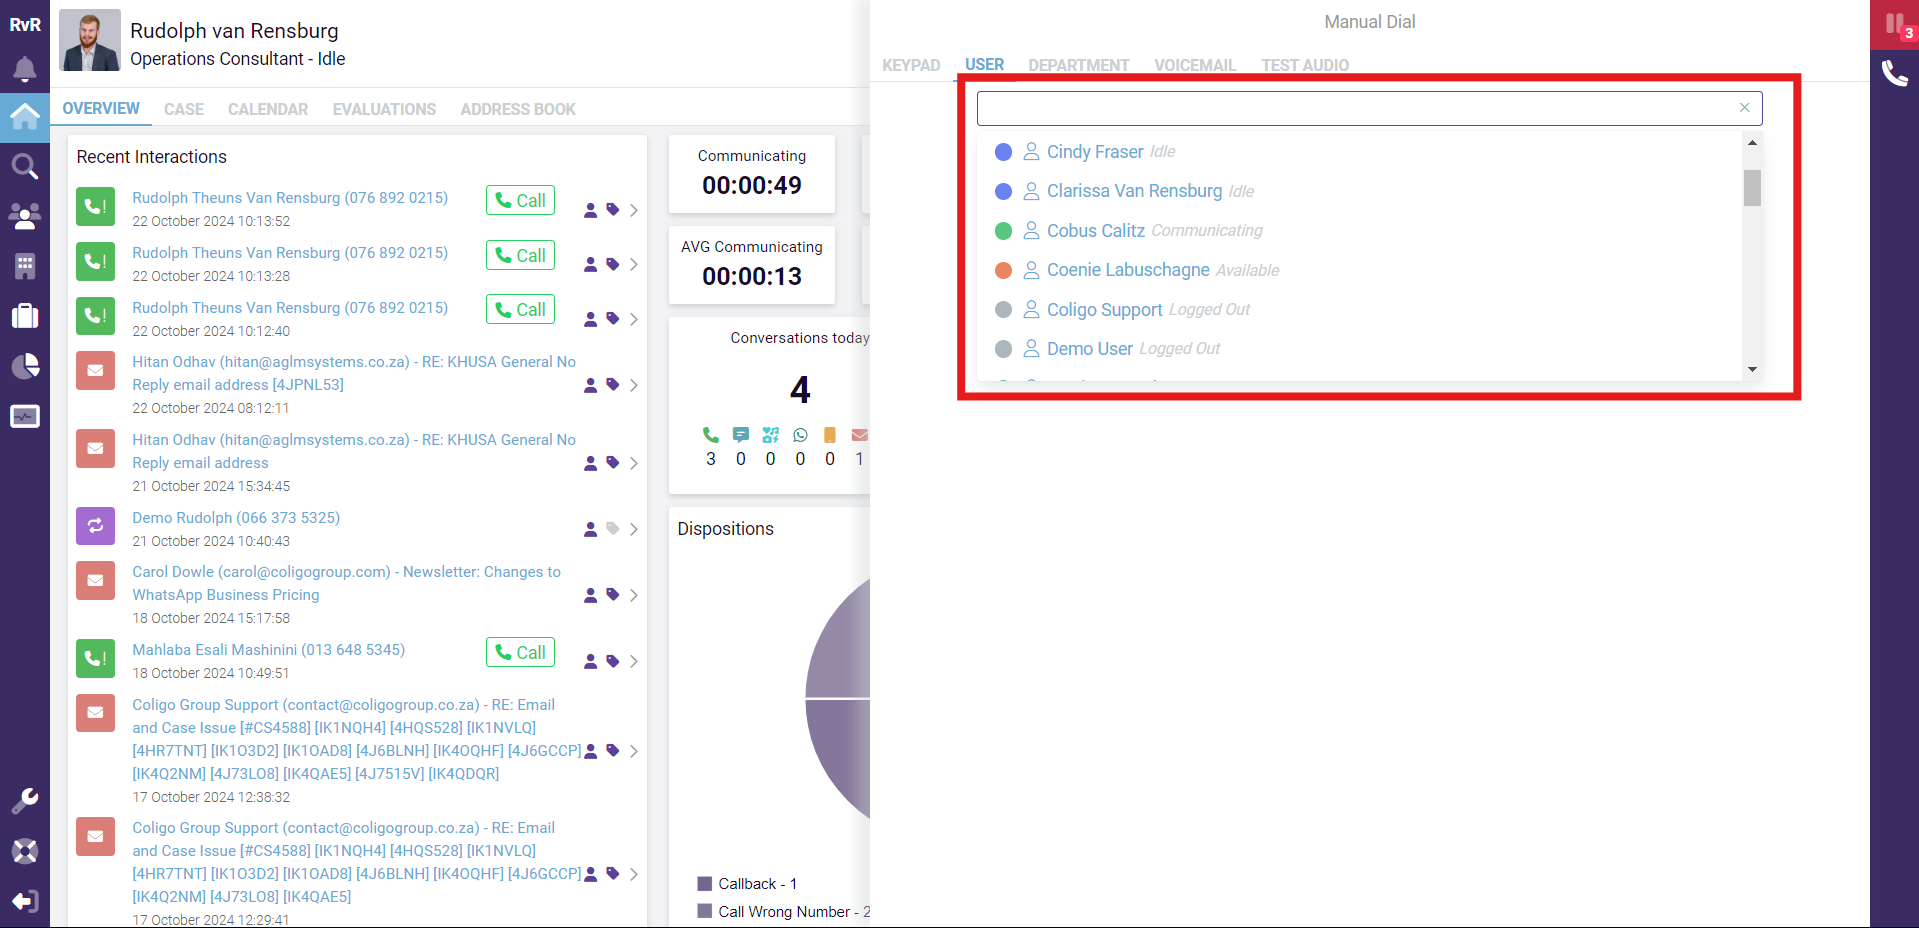 RvR
Rudolph van Rensburg
Operations Consultant - Idle
OVERVIEW CASE CALENDAR EVALUATIONS ADDRESS BOOK
Recent Interactions
Rudolph Theuns Van Rensburg (076 892 0215)
22 October 2024 10:13:52
Call
Rudolph Theuns Van Rensburg (076 892 0215)
22 October 2024 10:13:28
Call
Rudolph Theuns Van Rensburg (076 892 0215)
22 October 2024 10:12:40
Call
Hitan Odhav (hitan@aglmsystems.co.za) - RE: KHUSA General No
Reply email address [4JPNL53]
22 October 2024 08:12:11
Hitan Odhav (hitan@aglmsystems.co.za) - RE: KHUSA General No
Reply email address
21 October 2024 15:34:45
Demo Rudolph (066 373 5325)
21 October 2024 10:40:43
Carol Dowle (carol@coligogroup.com) - Newsletter: Changes to
WhatsApp Business Pricing
18 October 2024 15:17:58
Mahlaba Esali Mashinini (013 648 5345)
18 October 2024 10:49:51
Call
Coligo Group Support (contact@coligogroup.co.za) - RE: Email
and Case Issue [#CS4588] [IK1NQH4] [4HQS528] [IK1NVLQ]
[4HR7TNT] [IK1O3D2] [IK1OAD8] [4J6BLNH] [IK4OQHF] [4J6GCCP]
[IK4Q2NM] [4J73LO8] [IK4QAE5] [4J7515V] [IK4QDQR]
17 October 2024 12:38:32
Coligo Group Support (contact@coligogroup.co.za) - RE: Email
and Case Issue [#CS4588] [IK1NQH4] [4HQS528] [IK1NVLQ]
[4HR7TNT] [IK1O3D2] [IK1OAD8] [4J6BLNH] [IK4OQHF] [4J6GCCP]
[IK4Q2NM] [4J73LO8] [IK4QAE5]
17 October 2024 12:29:41
Communicating
00:00:49
AVG Communicating
00:00:13
Conversations today
4
3 0 0 0 0 1
Dispositions
Callback - 1
Call Wrong Number - 2
Manual Dial
KEYPAD USER DEPARTMENT VOICEMAIL TEST AUDIO
Cindy Fraser Idle
Clarissa Van Rensburg Idle
Cobus Calitz Communicating
Coenie Labuschagne Available
Coligo Support Logged Out
Demo User Logged Out
3